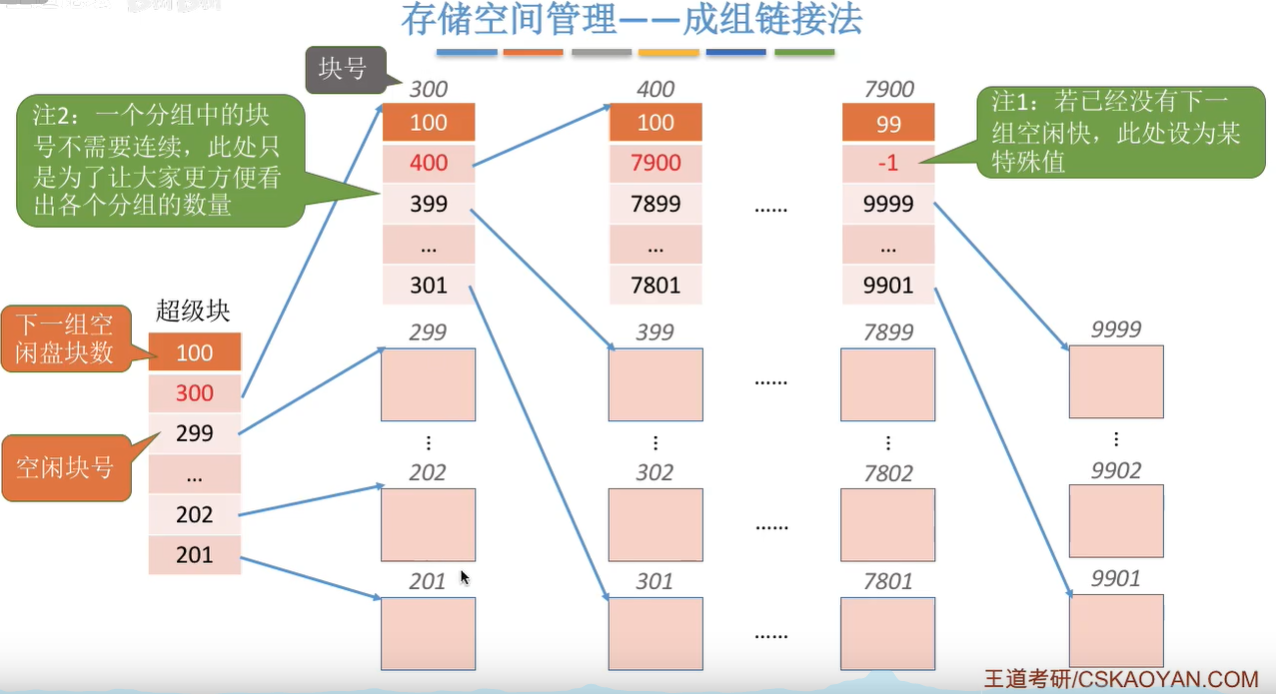 存储空间管理——成组链接法
块号
300
400
7900
注2：一个分组中的块
号不需要连续，此处只
是为了让大家更方便看
出各个分组的数量
100
400
399
...
301
100
7900
7899
...
7801
......
99
-1
9999
...
9901
注1：若已经没有下一
组空闲快，此处设为某
特殊值
超级块
下一组空
闲盘块数
空闲块号
100
300
299
...
202
201
299
399
7899
9999
......
202
302
7802
9902
......
201
301
7801
9901
......
王道考研/CSKAOYAN.COM